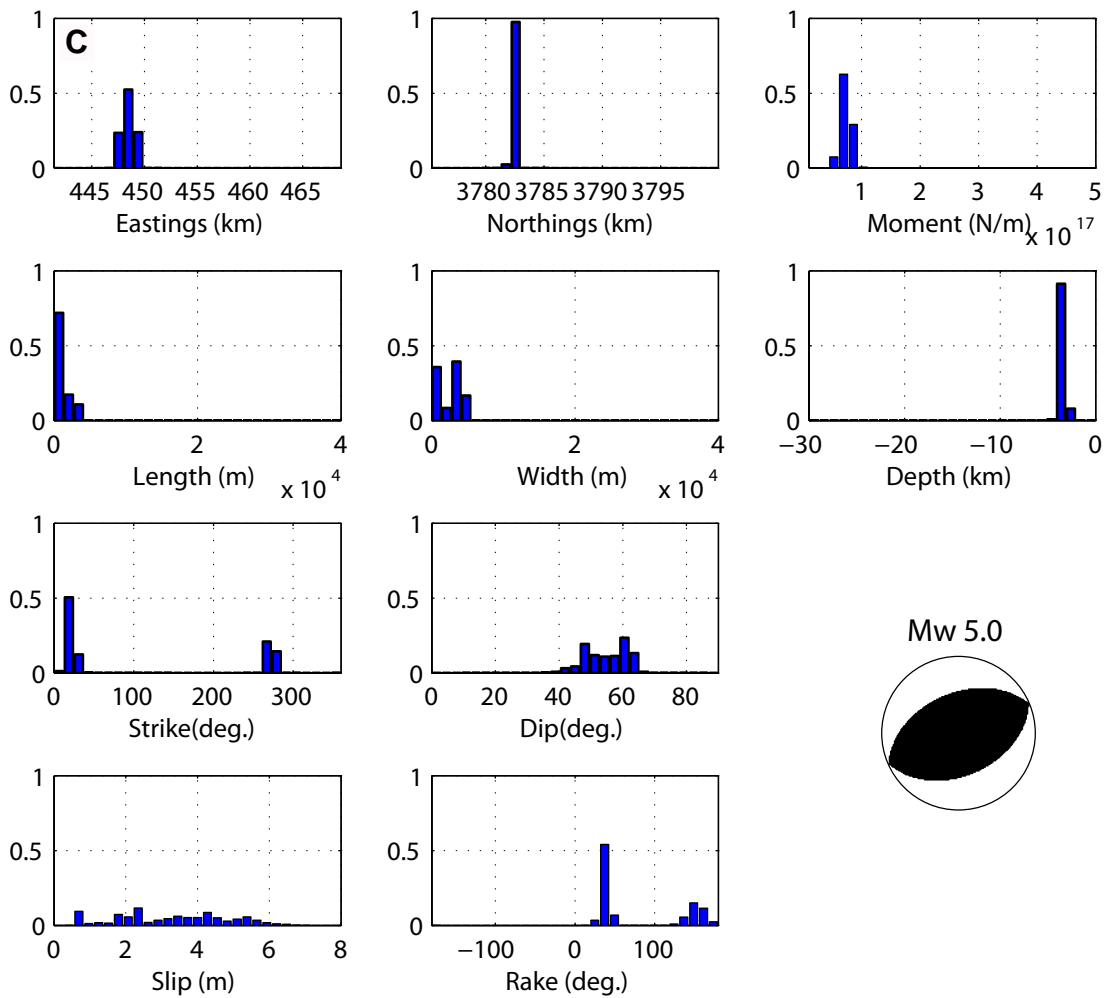 C
1 1 1
0.5 0.5 0.5
0 0 0
445 450 455 460 465
3780 3785 3790 3795
1 2 3 4 5
Eastings (km)
Northings (km)
Moment (N/m)
x 10 17
1 1 1
0.5 0.5 0.5
0 0 0
0 2 4
0 2 4
−30 −20 −10 0
Length (m)
x 10 4
Width (m)
x 10 4
Depth (km)
1 1
0.5 0.5
0 0
0 100 200 300
0 20 40 60 80
Strike(deg.)
Dip(deg.)
Mw 5.0
1 1
0.5 0.5
0 0
0 2 4 6 8
−100 0 100
Slip (m)
Rake (deg.)